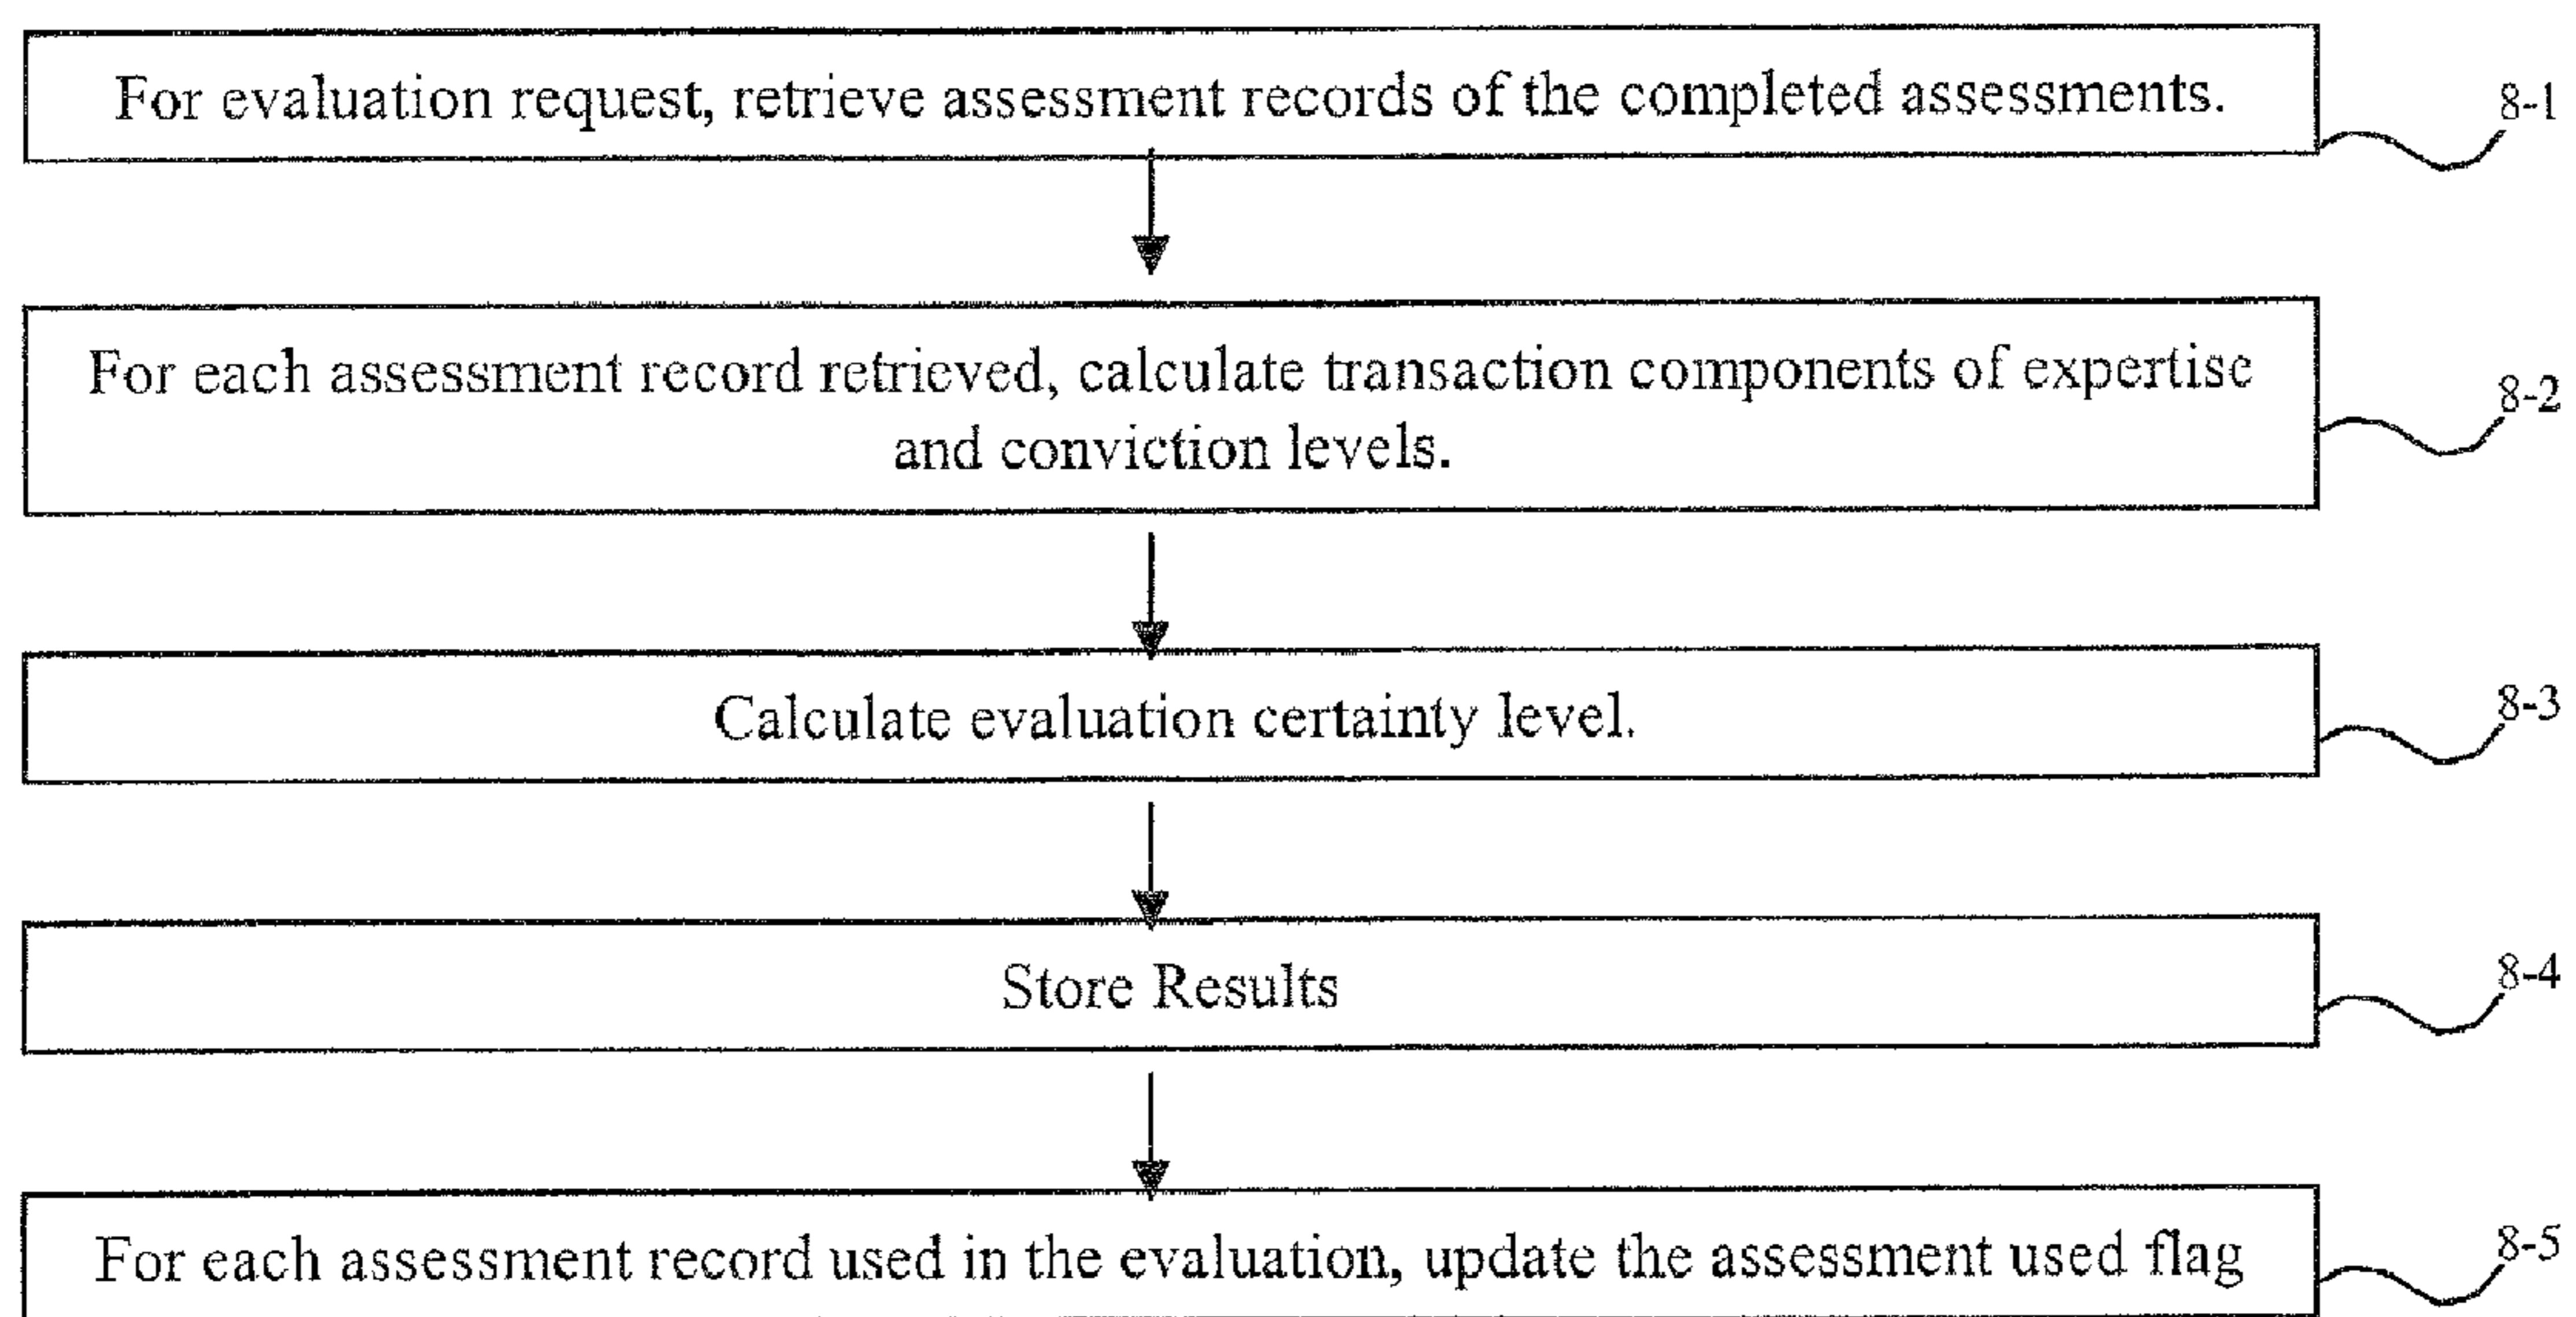 For evaluation request, retrieve assessment records of the completed assessments.
8-1
For each assessment record retrieved, calculate transaction components of expertise
and conviction levels.
8-2
Calculate evaluation certainty level.
8-3
Store Results
8-4
For each assessment record used in the evaluation, update the assessment used flag
8-5